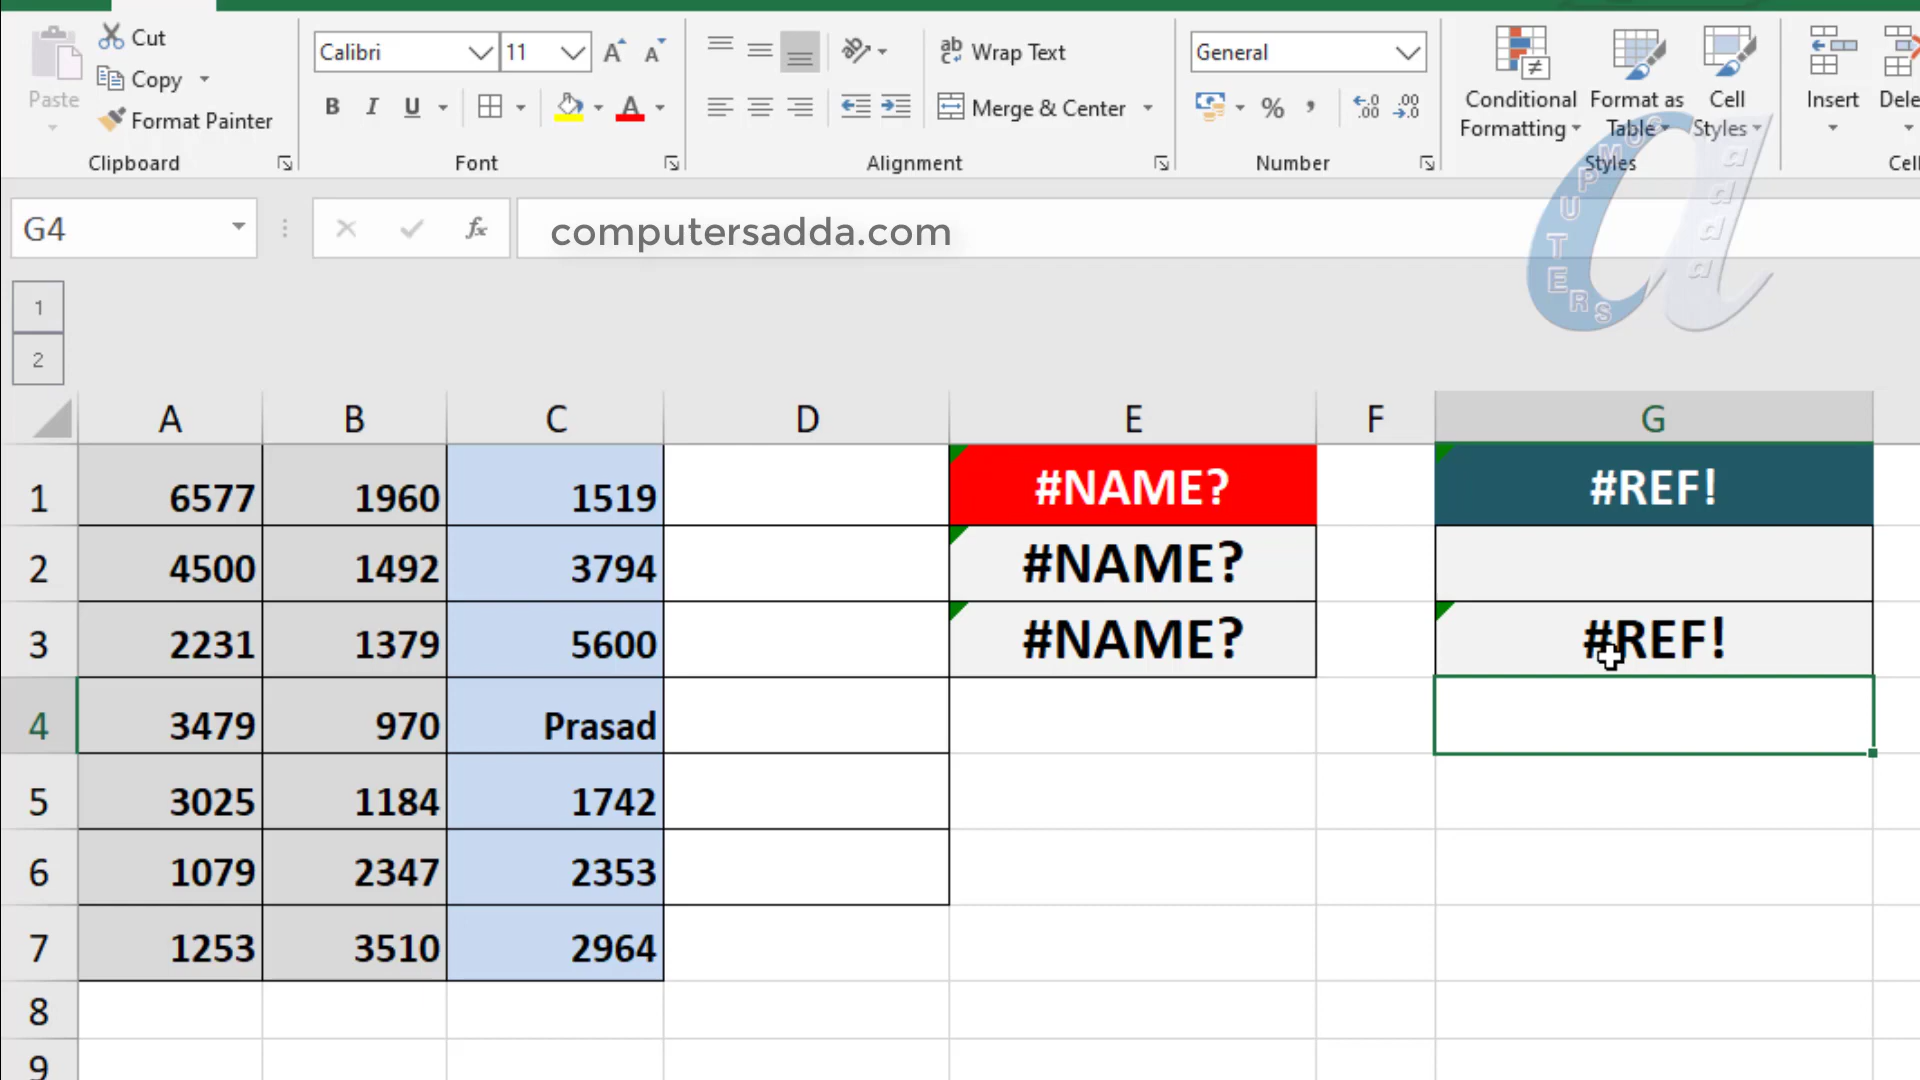 Cut
Copy
Paste
Format Painter
Clipboard
Calibri
11
B I U
Font
Wrap Text
Merge & Center
Alignment
General
%
Number
Conditional
Formatting
Format as
Table
Cell
Styles
Styles
Insert
Dele
Cell
COMPUTERS
adda
G4
fx
computersadda.com
1
2
A B C D E F G
1 6577 1960 1519 #NAME? #REF!
2 4500 1492 3794 #NAME?
3 2231 1379 5600 #NAME? #REF!
4 3479 970 Prasad
5 3025 1184 1742
6 1079 2347 2353
7 1253 3510 2964
8
9